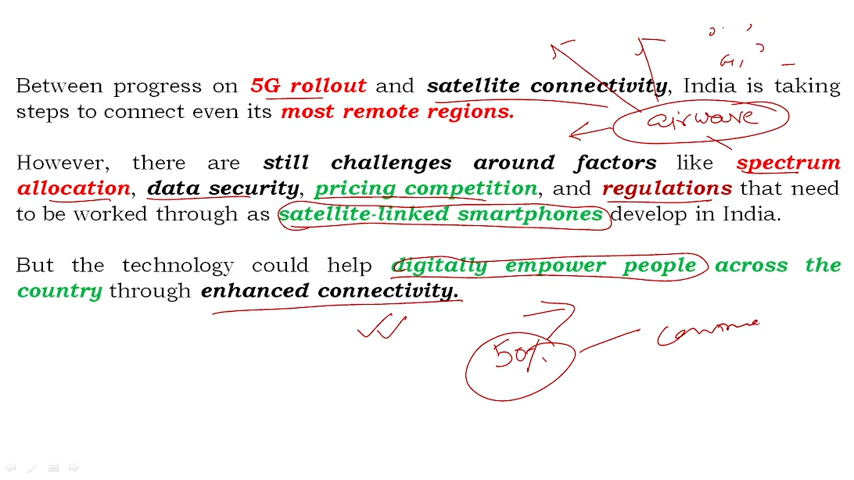 Between progress on 5G rollout and satellite connectivity, India is taking
steps to connect even its most remote regions.
airwave
However, there are still challenges around factors like spectrum
allocation, data security, pricing competition, and regulations that need
to be worked through as satellite-linked smartphones develop in India.
But the technology could help digitally empower people across the
country through enhanced connectivity.
50%